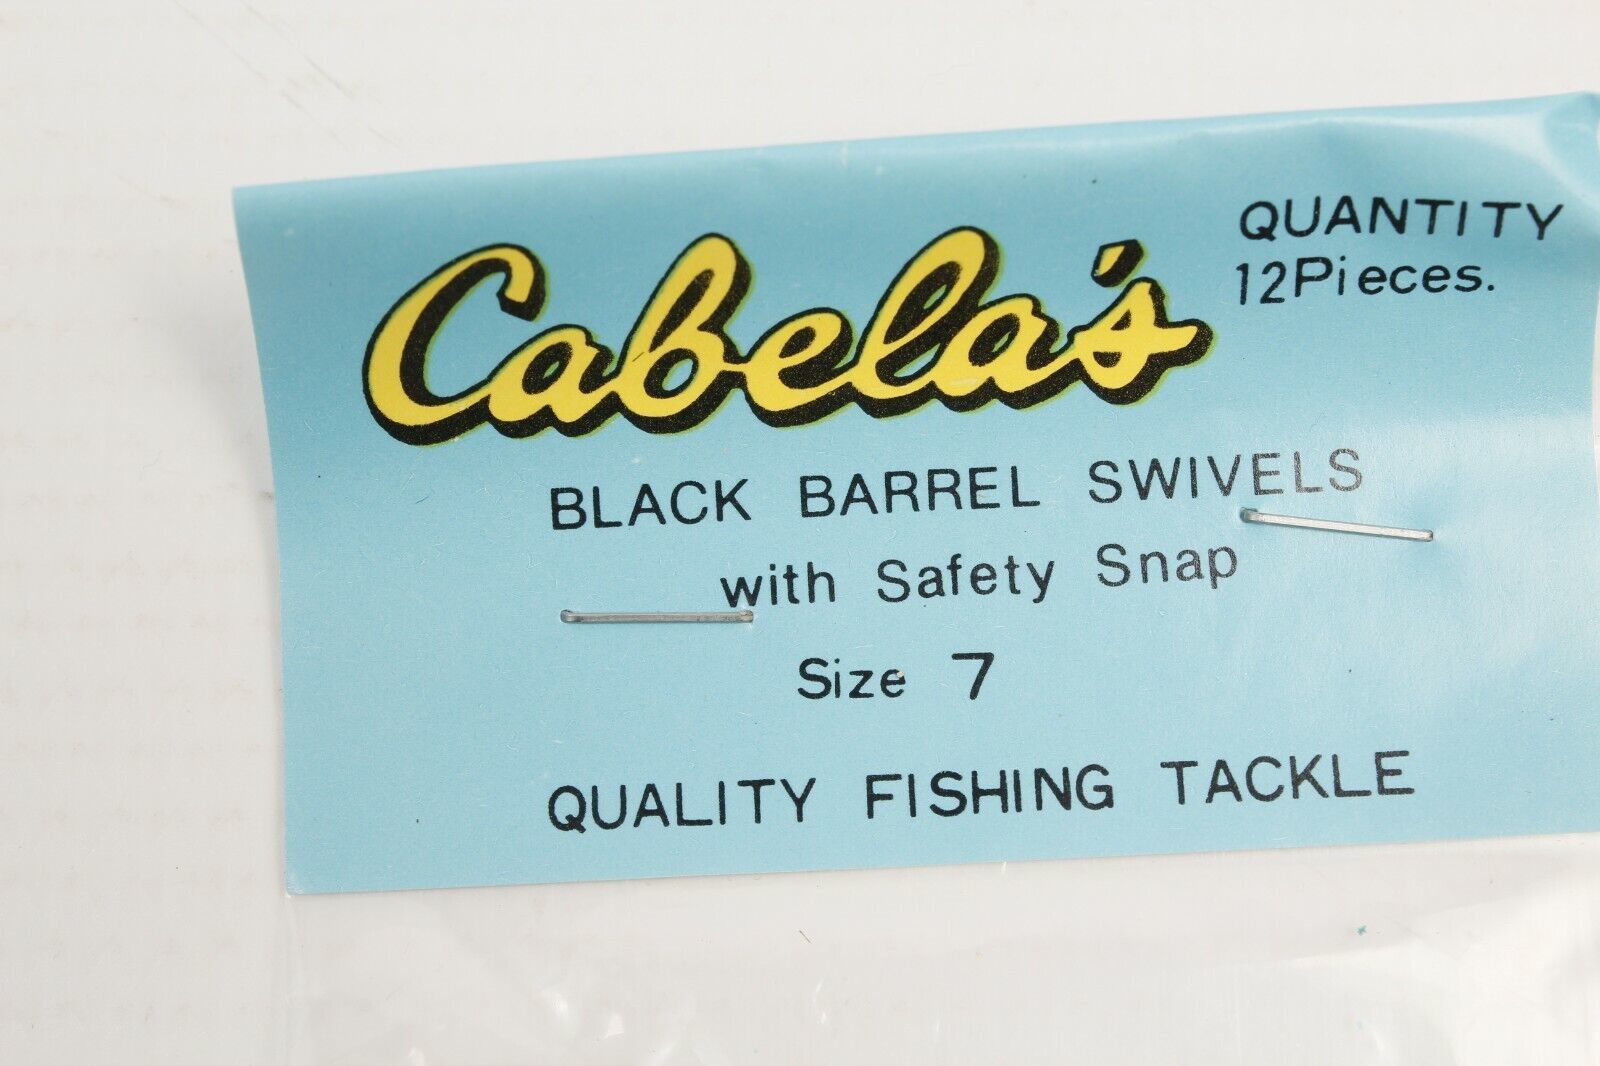 Cabela's
QUANTITY
12Pieces.
BLACK BARREL SWIVELS
with Safety Snap
Size 7
QUALITY FISHING TACKLE